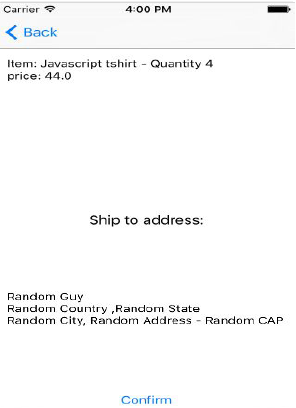 Carrier 4:00 PM
Back
Item: Javascript tshirt - Quantity 4
price: 44.0
Ship to address:
Random Guy
Random Country ,Random State
Random City, Random Address - Random CAP
Confirm